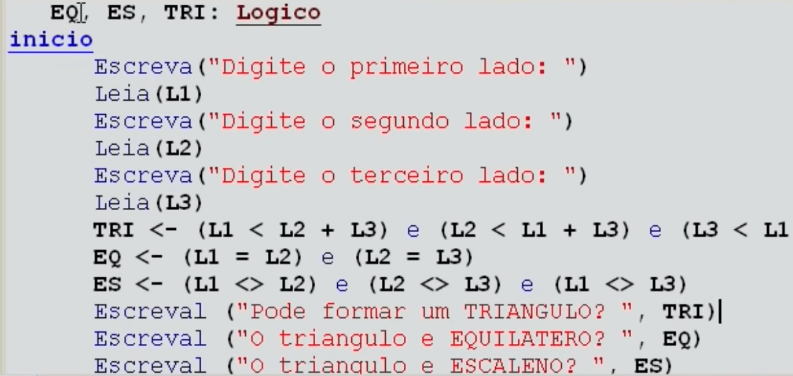 EQ, ES, TRI: Logico
inicio
Escreva("Digite o primeiro lado: ")
Leia(L1)
Escreva("Digite o segundo lado: ")
Leia(L2)
Escreva("Digite o terceiro lado: ")
Leia(L3)
TRI <- (L1 < L2 + L3) e (L2 < L1 + L3) e (L3 < L1
EQ <- (L1 = L2) e (L2 = L3)
ES <- (L1 <> L2) e (L2 <> L3) e (L1 <> L3)
Escreval ("Pode formar um TRIANGULO? ", TRI)
Escreval ("O triangulo e EQUILATERO? ", EQ)
Escreval ("O triangulo e ESCALENO? ", ES)